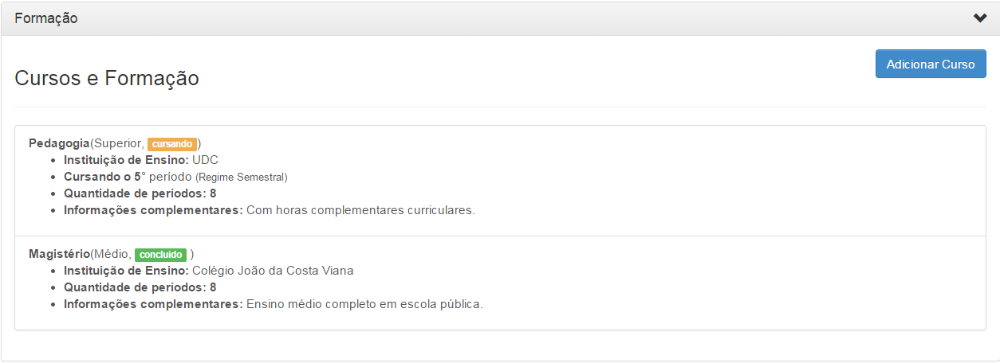 Formação
Adicionar Curso
Cursos e Formação
Pedagogia(Superior, cursando)
Instituição de Ensino: UDC
Cursando o 5° período (Regime Semestral)
Quantidade de períodos: 8
Informações complementares: Com horas complementares curriculares.
Magistério(Médio, concluido )
Instituição de Ensino: Colégio João da Costa Viana
Quantidade de períodos: 8
Informações complementares: Ensino médio completo em escola pública.